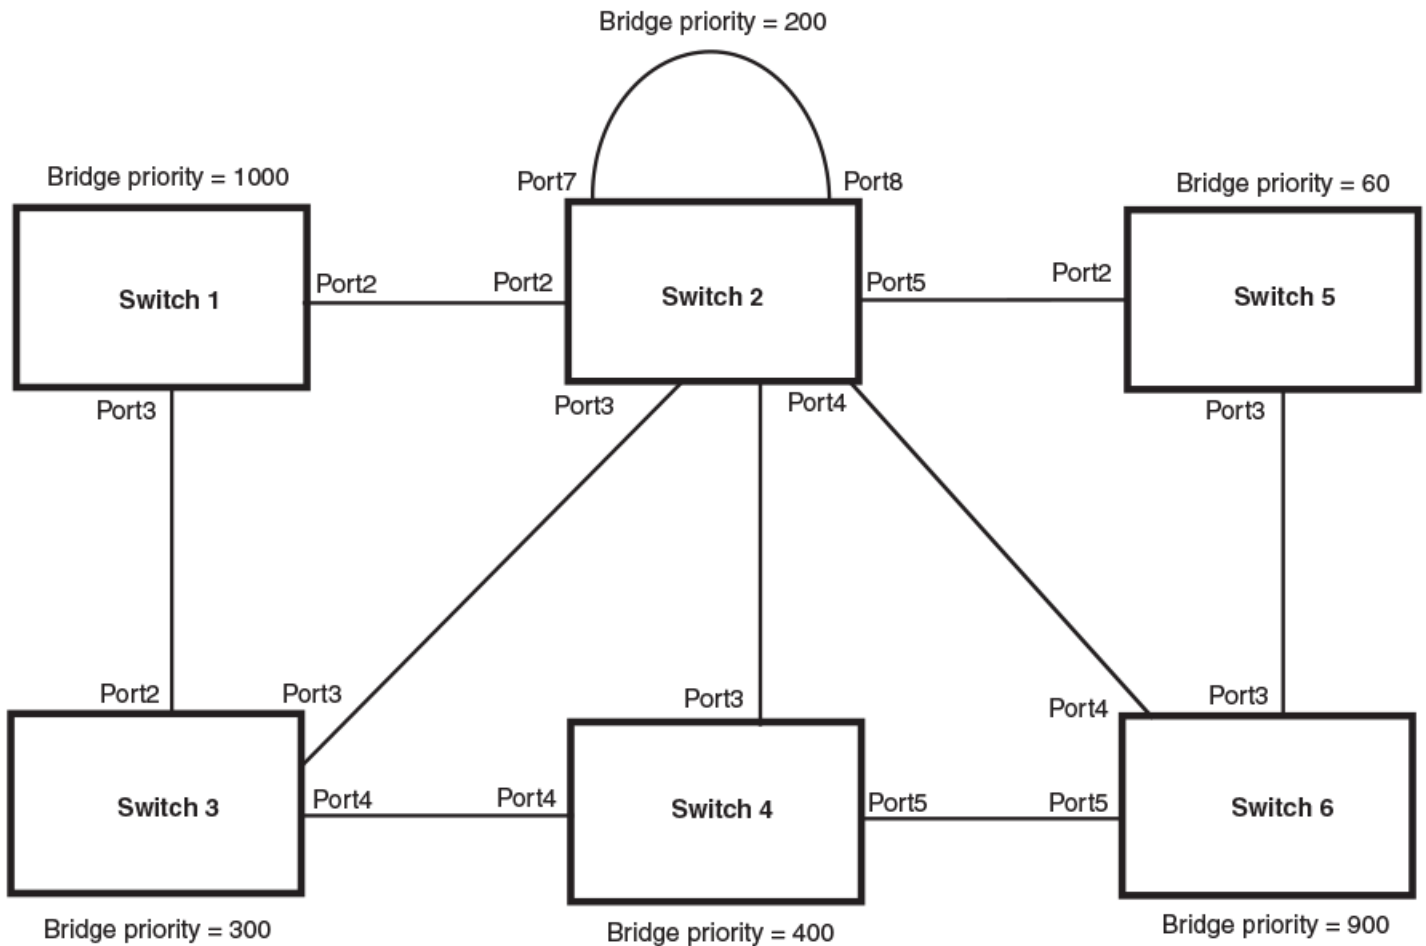 Bridge priority = 200
Bridge priority = 1000
Port7
Port8
Bridge priority = 60
Switch 1
Port2
Port2
Switch 2
Port5
Port2
Switch 5
Port3
Port3
Port4
Port3
Port2
Port3
Port3
Port4
Port3
Switch 3
Port4
Port4
Switch 4
Port5
Port5
Switch 6
Bridge priority = 300
Bridge priority = 400
Bridge priority = 900